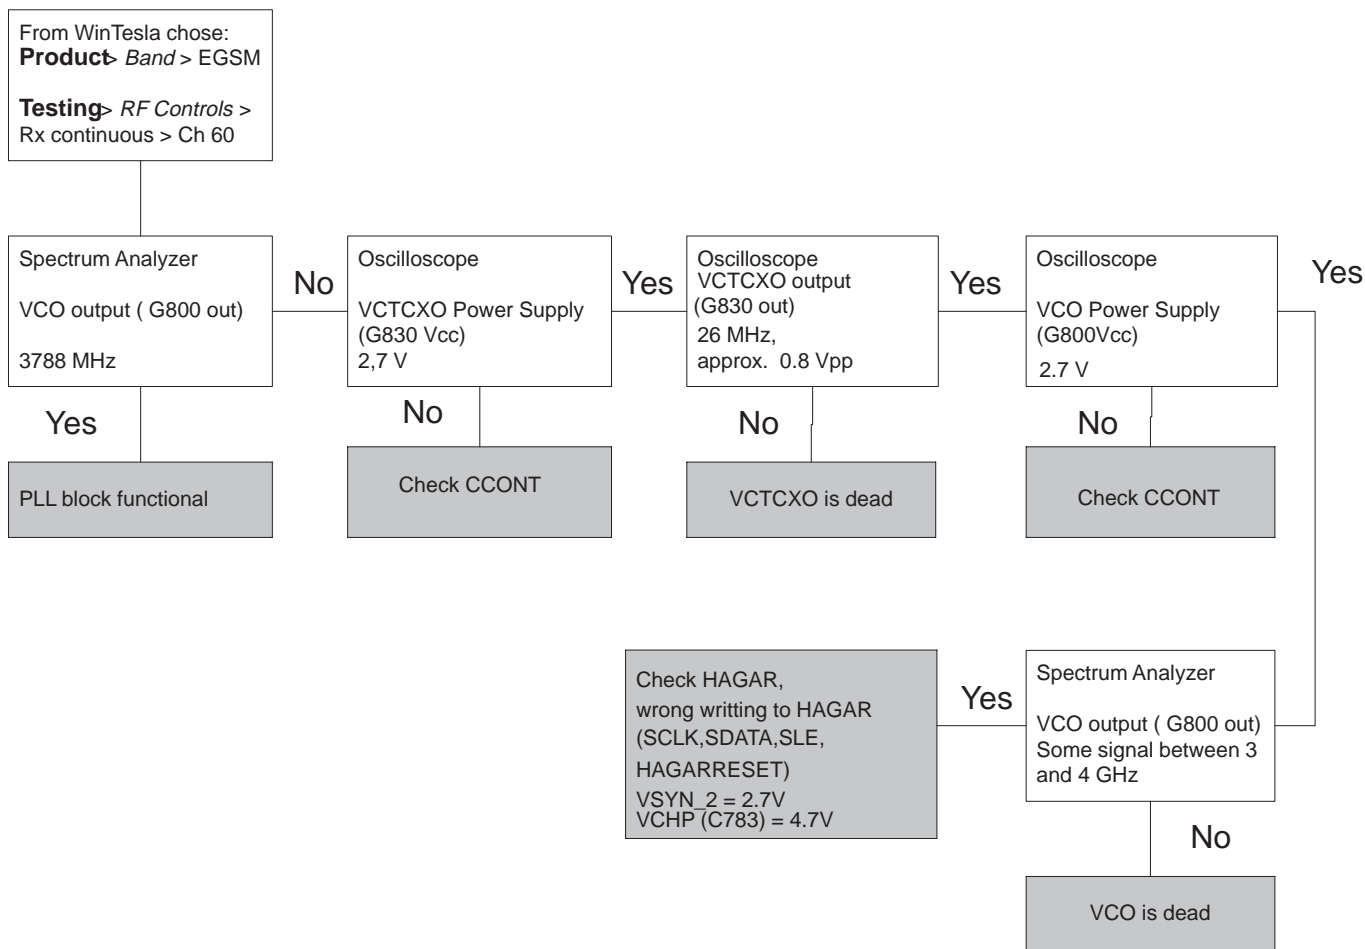 From WinTesla chose:
Product> Band > EGSM
Testing> RF Controls >
Rx continuous > Ch 60
Spectrum Analyzer
VCO output ( G800 out)
3788 MHz
No
Oscilloscope
VCTCXO Power Supply
(G830 Vcc)
2,7 V
Yes
Oscilloscope
VCTCXO output
(G830 out)
26 MHz,
approx. 0.8 Vpp
Yes
Oscilloscope
VCO Power Supply
(G800Vcc)
2.7 V
Yes
Yes
No
No
No
PLL block functional
Check CCONT
VCTCXO is dead
Check CCONT
Check HAGAR,
wrong writting to HAGAR
(SCLK,SDATA,SLE,
HAGARRESET)
VSYN_2 = 2.7V
VCHP (C783) = 4.7V
Yes
Spectrum Analyzer
VCO output ( G800 out)
Some signal between 3
and 4 GHz
No
VCO is dead